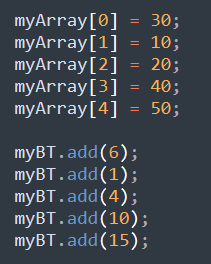 myArray[0] = 30;
myArray[1] = 10;
myArray[2] = 20;
myArray[3] = 40;
myArray[4] = 50;
myBT.add(6);
myBT.add(1);
myBT.add(4);
myBT.add(10);
myBT.add(15);